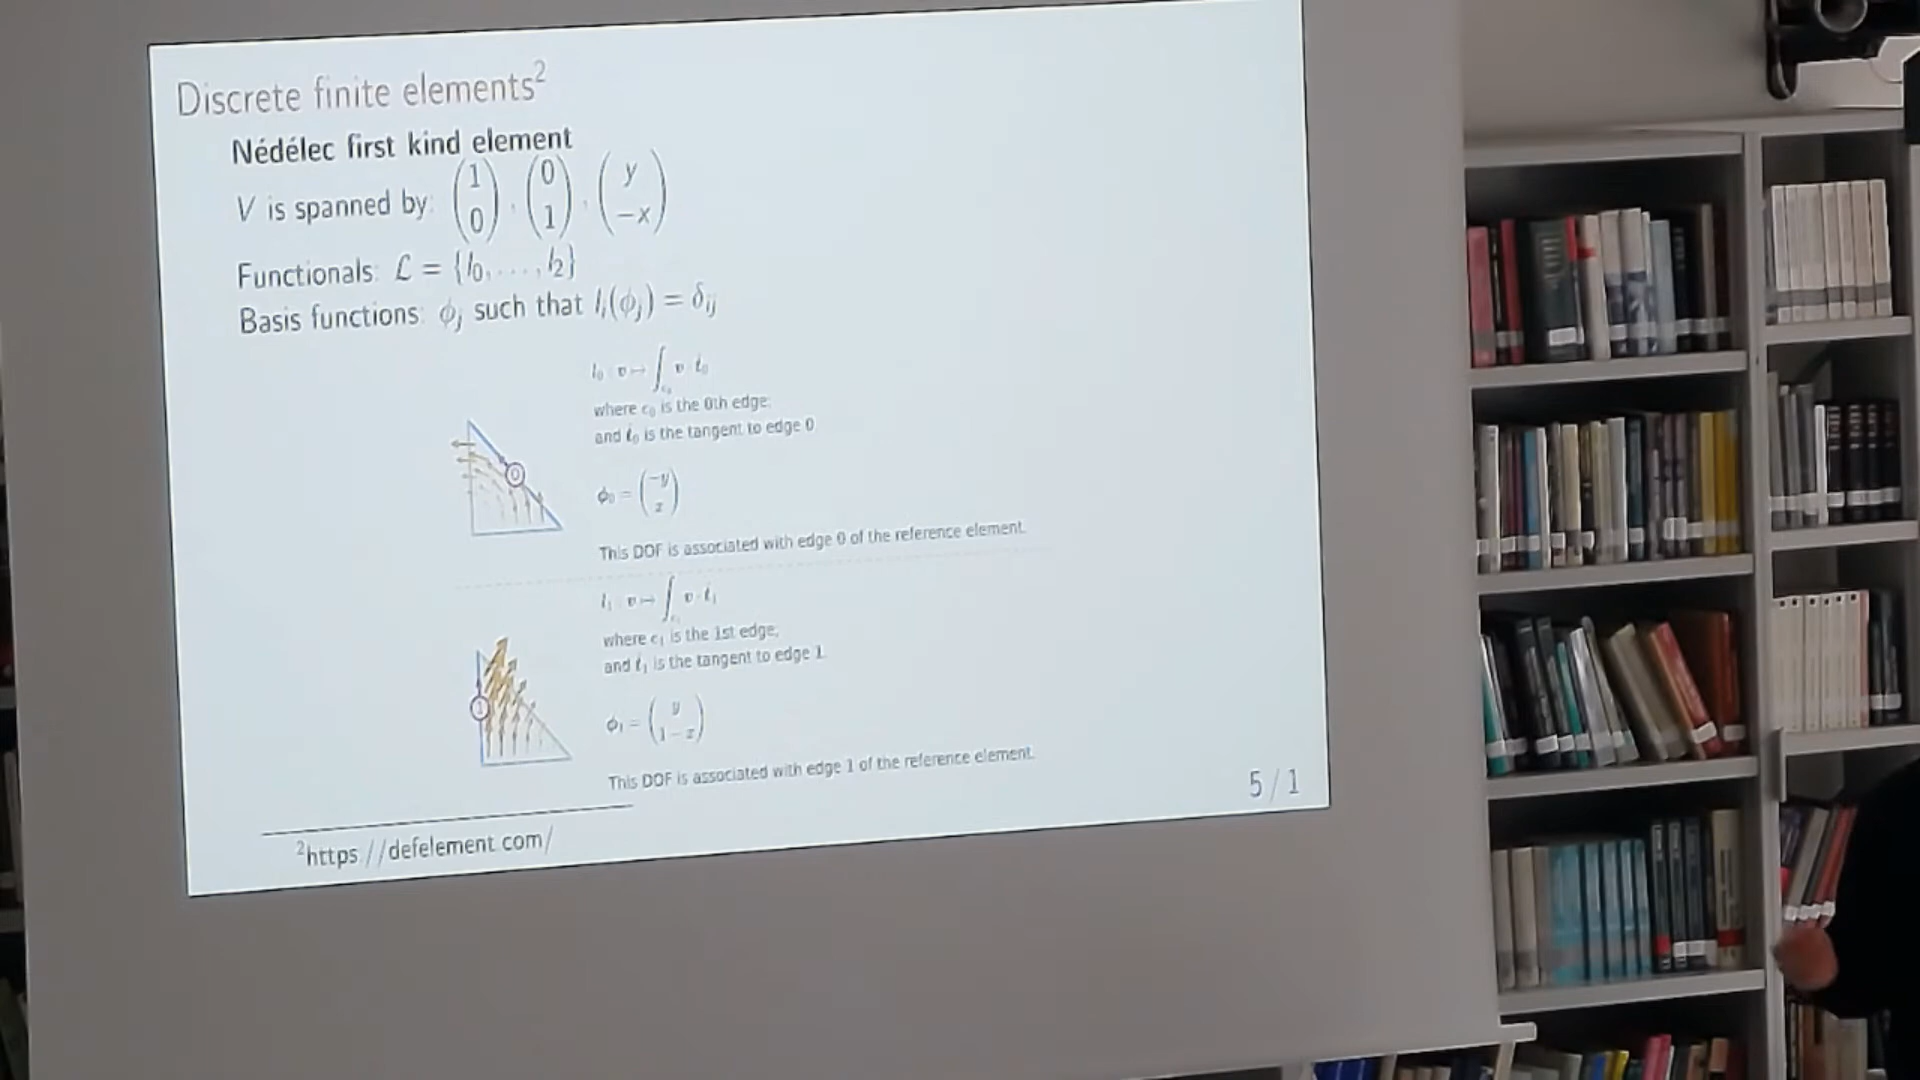 Discrete finite elements²
Nédélec first kind element
V is spanned by: (1 0), (0 1), (y −x)
Functionals: ℒ = {l₀, . . . , l₂}
Basis functions: ϕⱼ such that lᵢ(ϕⱼ) = δᵢⱼ
l₀ : v ↦ ∫ₑ₀ v · t₀
where e₀ is the 0th edge;
and t₀ is the tangent to edge 0
0
ϕ₀ = (−y x)
This DOF is associated with edge 0 of the reference element.
l₁ : v ↦ ∫ₑ₁ v · t₁
where e₁ is the 1st edge;
and t₁ is the tangent to edge 1.
1
ϕ₁ = (y 1 − x)
This DOF is associated with edge 1 of the reference element.
5 / 1
²https://defelement.com/